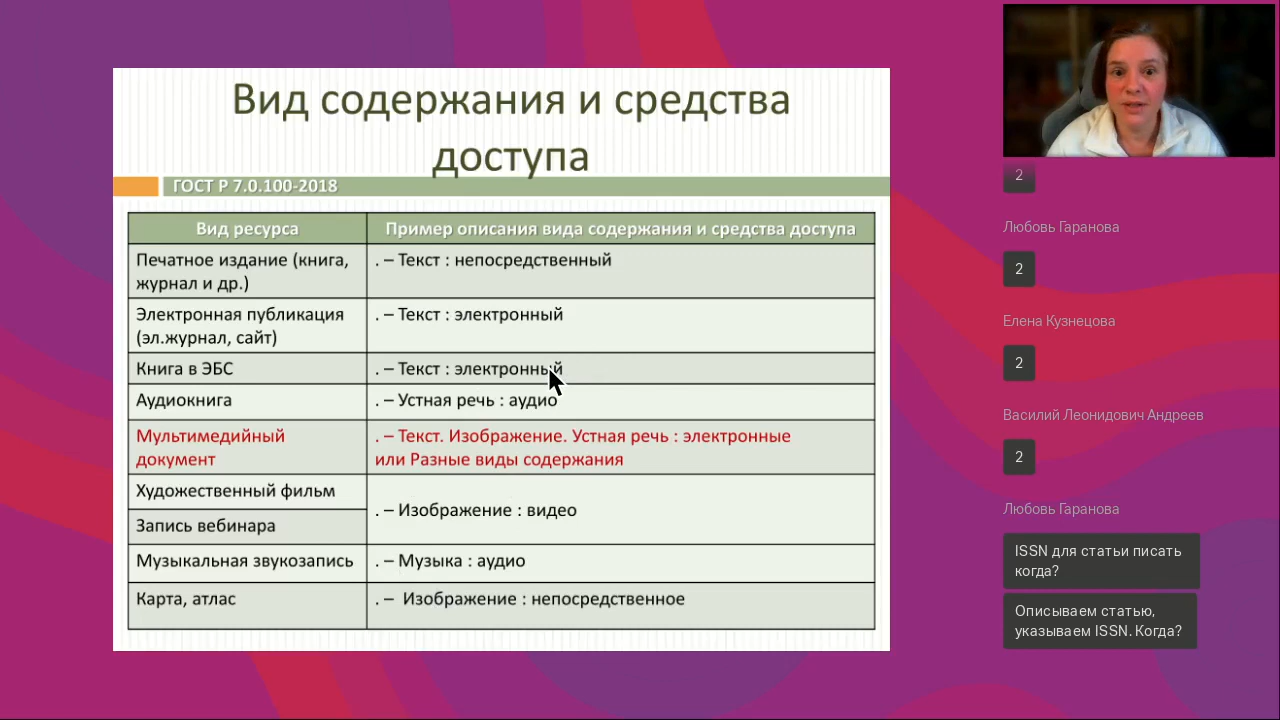 Вид содержания и средства
доступа
ГОСТ Р 7.0.100-2018
Вид ресурса
Пример описания вида содержания и средства доступа
Печатное издание (книга,
журнал и др.)
. – Текст : непосредственный
Электронная публикация
(эл.журнал, сайт)
. – Текст : электронный
Книга в ЭБС
. – Текст : электронный
Аудиокнига
. – Устная речь : аудио
Мультимедийный
документ
. – Текст. Изображение. Устная речь : электронные
или Разные виды содержания
Художественный фильм
Запись вебинара
. – Изображение : видео
Музыкальная звукозапись
. – Музыка : аудио
Карта, атлас
. – Изображение : непосредственное
2
Любовь Гаранова
2
Елена Кузнецова
2
Василий Леонидович Андреев
2
Любовь Гаранова
ISSN для статьи писать
когда?
Описываем статью,
указываем ISSN. Когда?